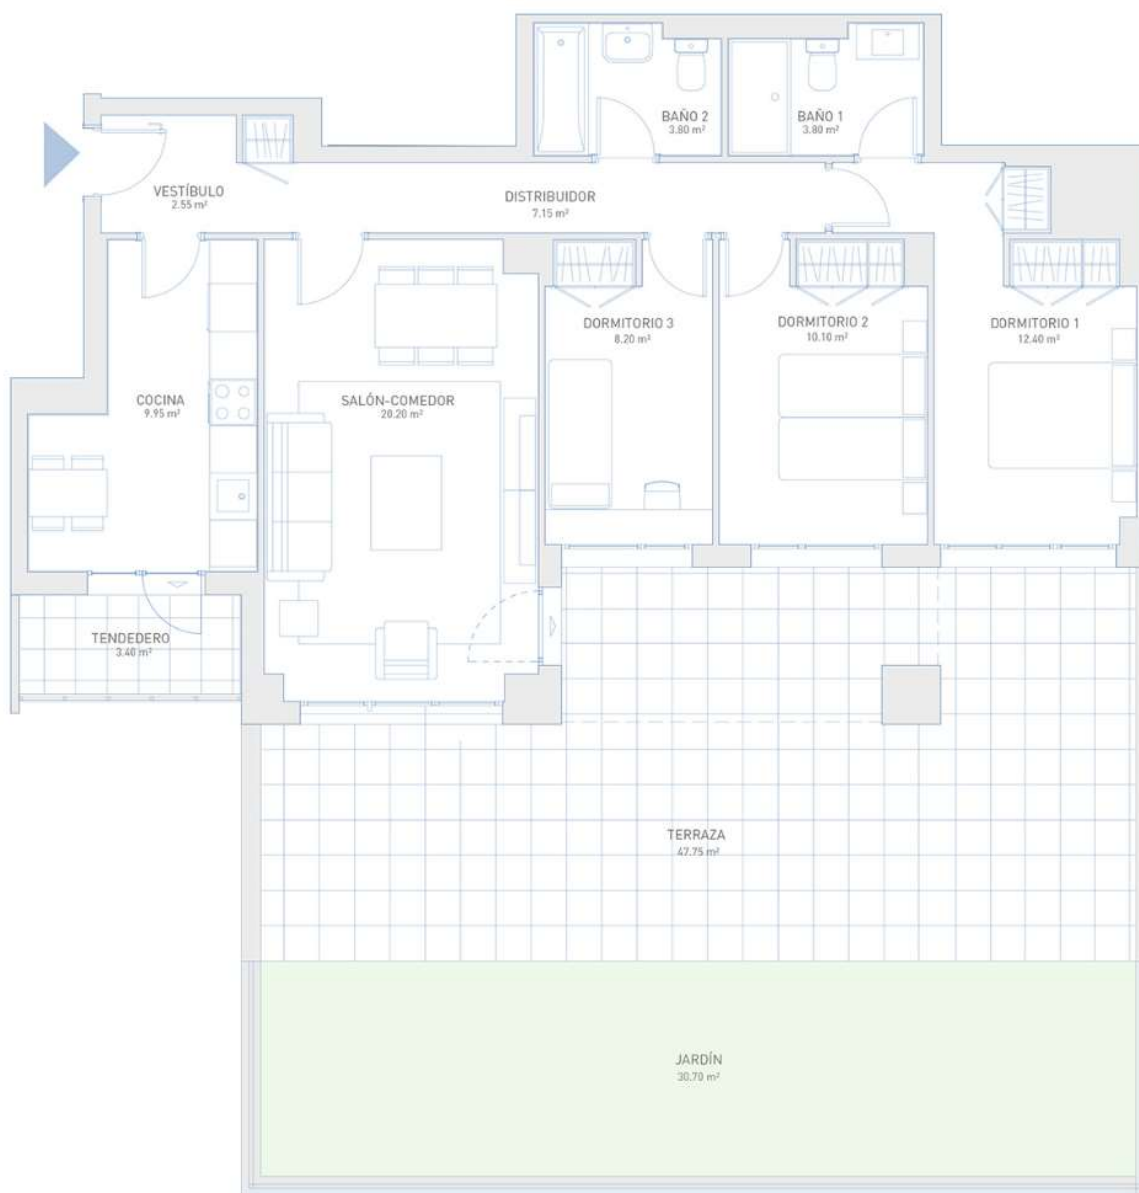 BAÑO 2
3.80 m²
BAÑO 1
3.80 m²
VESTÍBULO
2.55 m²
DISTRIBUIDOR
7.15 m²
DORMITORIO 3
8.20 m²
DORMITORIO 2
10.10 m²
DORMITORIO 1
12.40 m²
COCINA
9.95 m²
SALÓN-COMEDOR
20.20 m²
TENDEDERO
3.40 m²
TERRAZA
47.75 m²
JARDÍN
30.70 m²